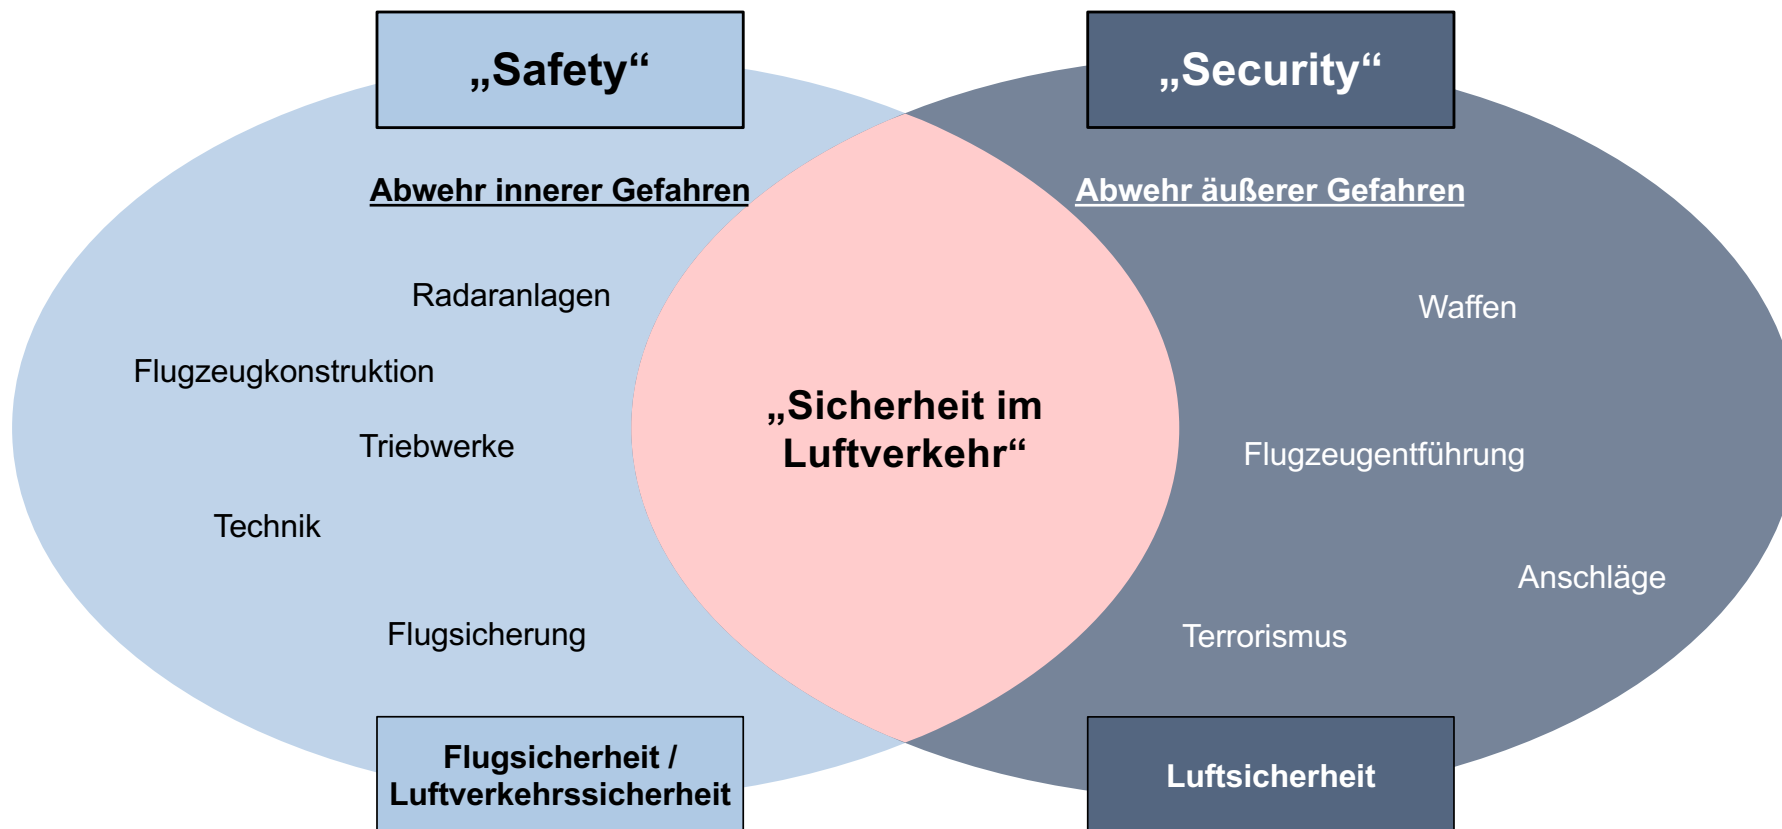 „Safety“
„Security“
Abwehr innerer Gefahren
Abwehr äußerer Gefahren
Radaranlagen
Waffen
Flugzeugkonstruktion
„Sicherheit im
Luftverkehr“
Triebwerke
Flugzeugentführung
Technik
Anschläge
Flugsicherung
Terrorismus
Flugsicherheit /
Luftverkehrssicherheit
Luftsicherheit